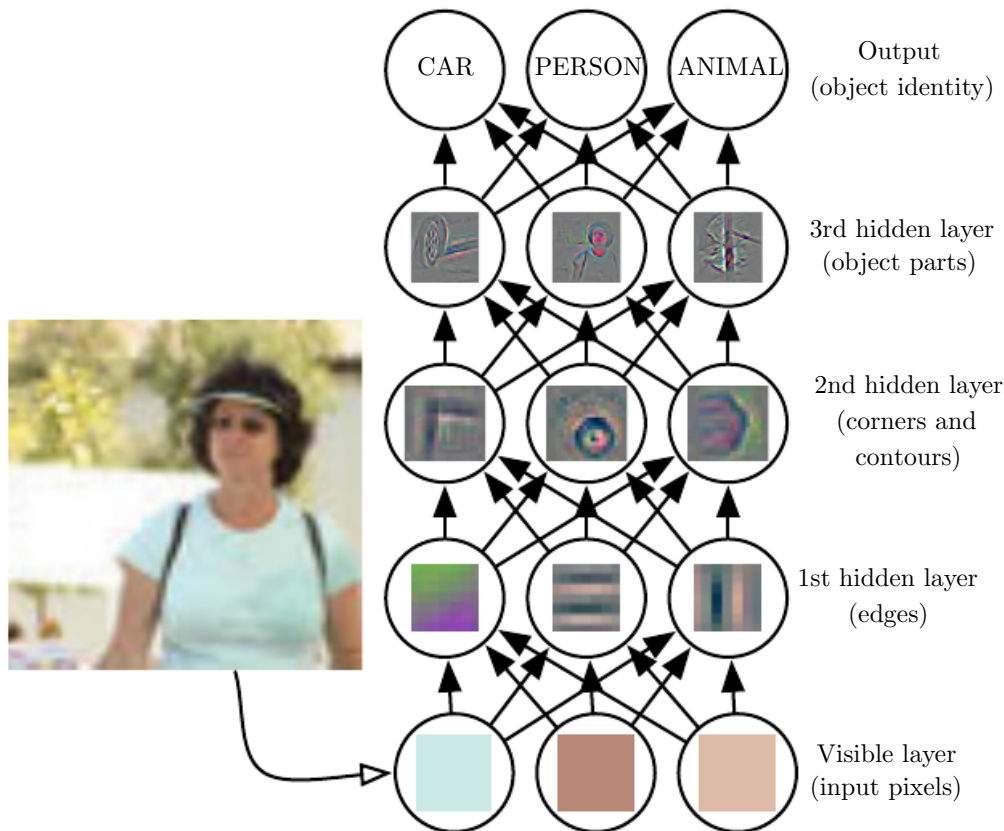 CAR
PERSON
ANIMAL
Output
(object identity)
3rd hidden layer
(object parts)
2nd hidden layer
(corners and
contours)
1st hidden layer
(edges)
Visible layer
(input pixels)